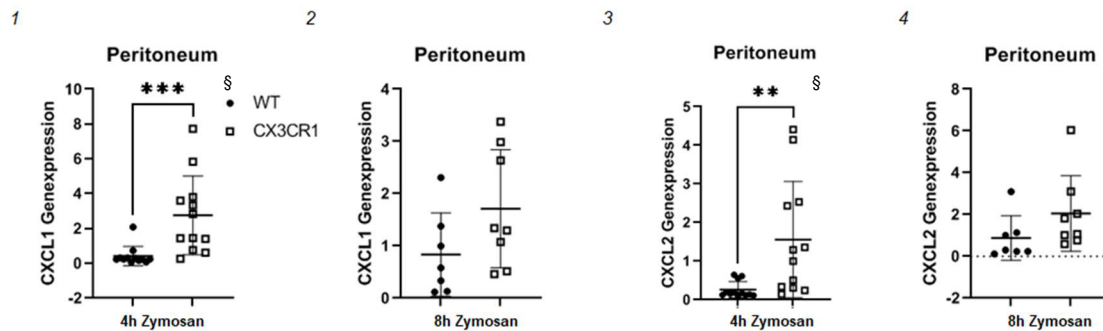 1
Peritoneum
***
§
WT
CX3CR1
CXCL1 Genexpression
10
8
6
4
2
0
-2
4h Zymosan
2
Peritoneum
CXCL1 Genexpression
4
3
2
1
0
8h Zymosan
3
Peritoneum
**
§
CXCL2 Genexpression
5
4
3
2
1
0
4h Zymosan
4
Peritoneum
CXCL2 Genexpression
8
6
4
2
0
-2
8h Zymosan